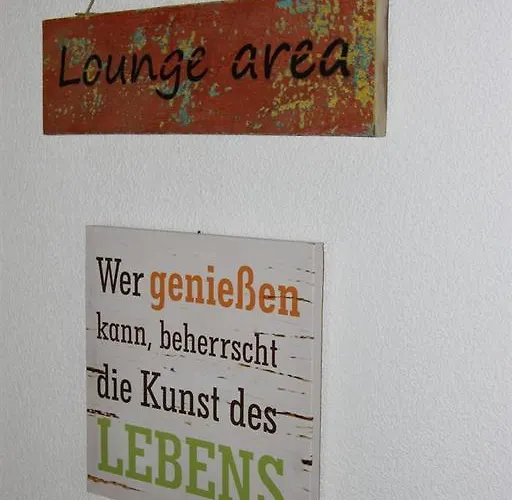 Lounge area
Wer genießen
kann, beherrscht
die Kunst des
LEBENS